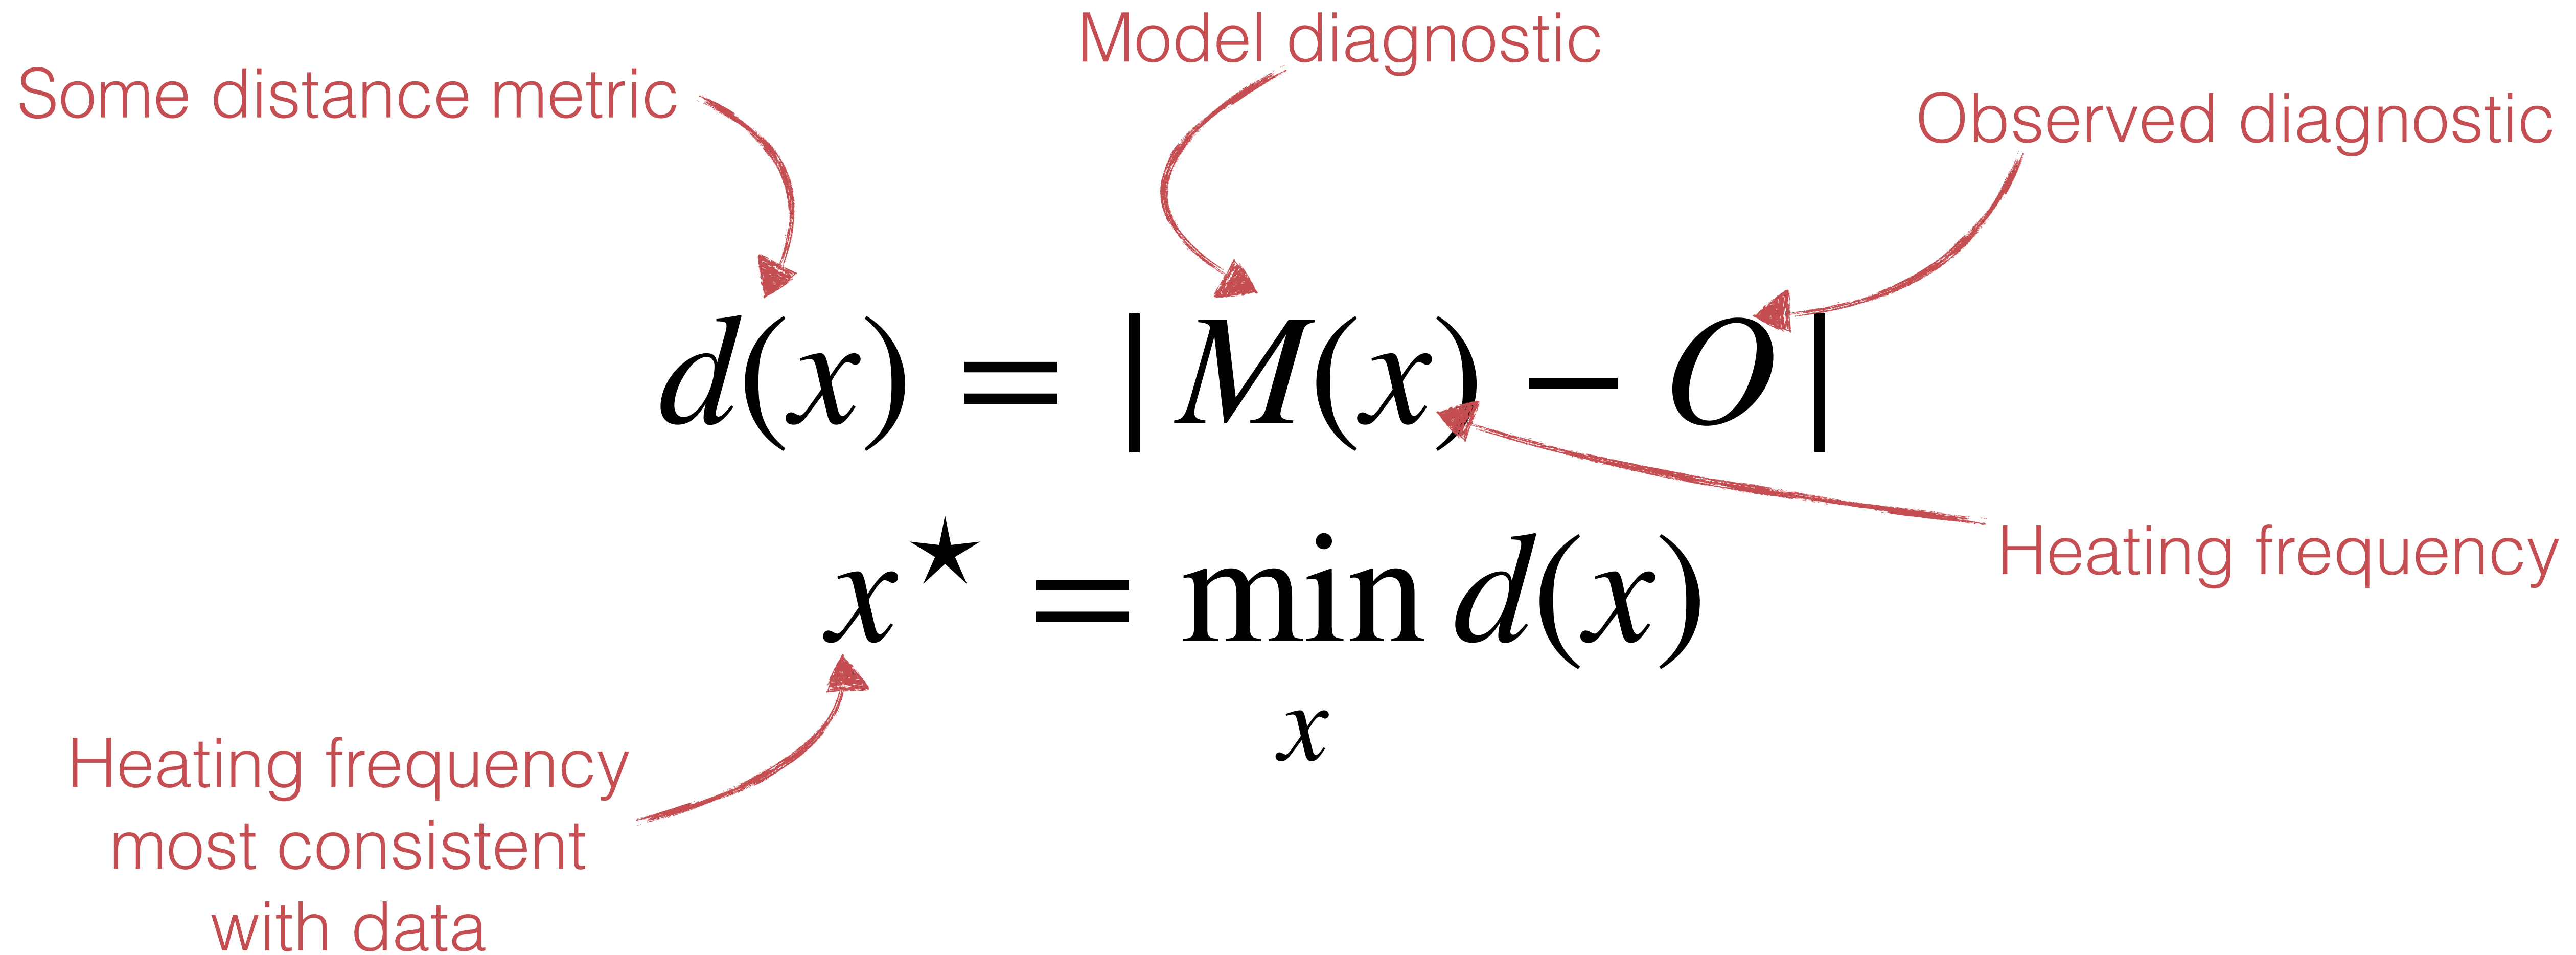 Model diagnostic
Some distance metric
Observed diagnostic
d(x) = |M(x) − O|
Heating frequency
x★ = min d(x)
x
Heating frequency
most consistent
with data